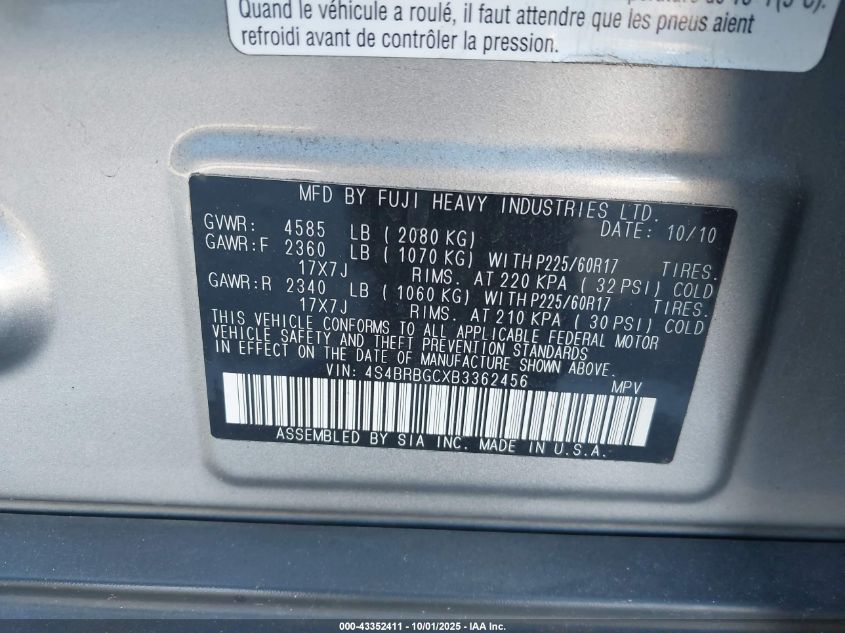 Quand le véhicule a roulé, il faut attendre que les pneus aient
refroidi avant de contrôler la pression.
MFD BY FUJI HEAVY INDUSTRIES LTD.
GVWR: 4585 LB ( 2080 KG) DATE: 10/10
GAWR:F 2360 LB ( 1070 KG) WITH P225/60R17 TIRES.
17X7J RIMS. AT 220 KPA ( 32 PSI) COLD
GAWR:R 2340 LB ( 1060 KG) WITH P225/60R17 TIRES.
17X7J RIMS. AT 210 KPA ( 30 PSI) COLD
THIS VEHICLE CONFORMS TO ALL APPLICABLE FEDERAL MOTOR
VEHICLE SAFETY AND THEFT PREVENTION STANDARDS
IN EFFECT ON THE DATE OF MANUFACTURE SHOWN ABOVE.
VIN: 4S4BRBGCXB3362456 MPV
ASSEMBLED BY SIA INC. MADE IN U.S.A.
000-43352411 - 10/01/2025 - IAA Inc.